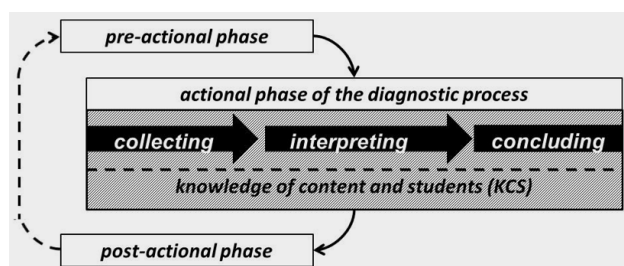 pre-actional phase
actional phase of the diagnostic process
collecting interpreting concluding
knowledge of content and students (KCS)
post-actional phase